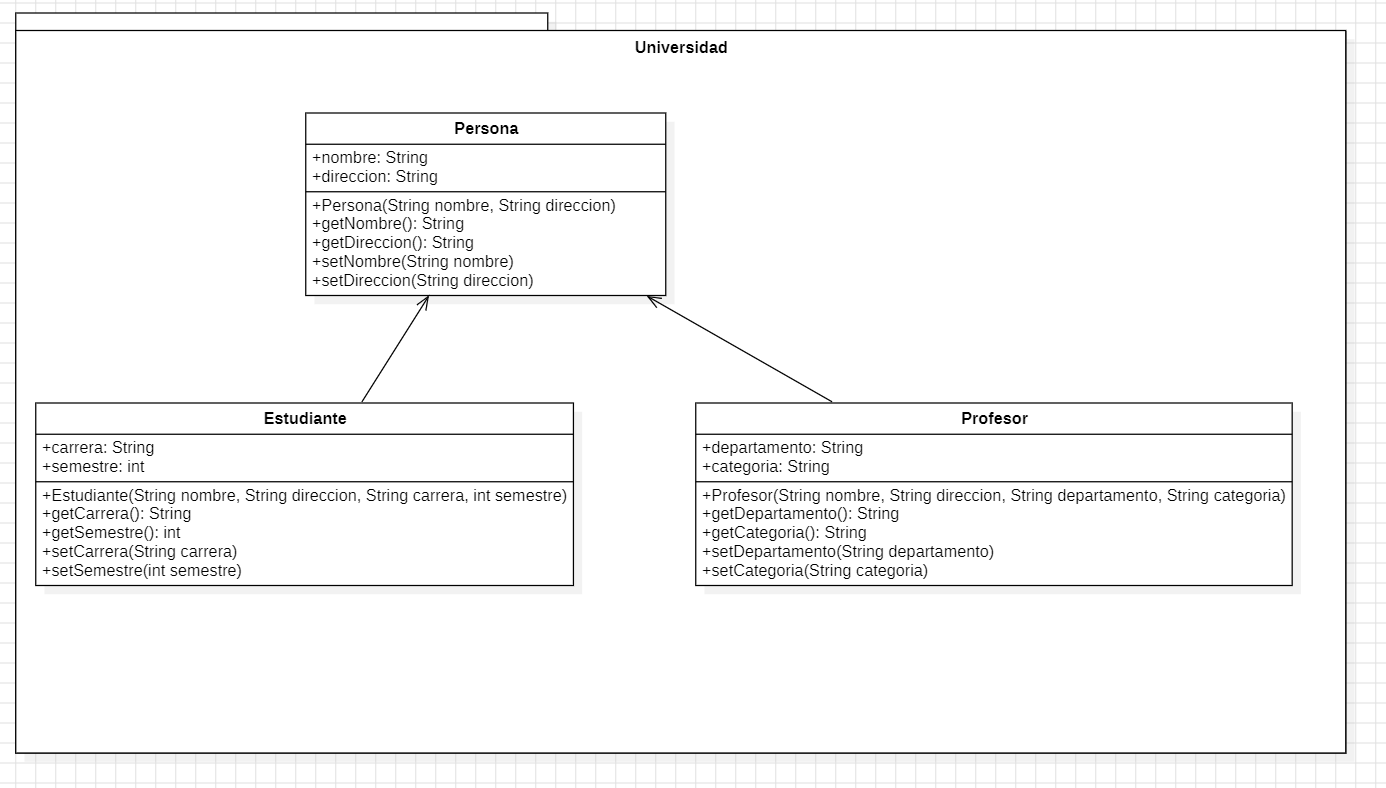 Universidad
Persona
+nombre: String
+direccion: String
+Persona(String nombre, String direccion)
+getNombre(): String
+getDireccion(): String
+setNombre(String nombre)
+setDireccion(String direccion)
Estudiante
+carrera: String
+semestre: int
+Estudiante(String nombre, String direccion, String carrera, int semestre)
+getCarrera(): String
+getSemestre(): int
+setCarrera(String carrera)
+setSemestre(int semestre)
Profesor
+departamento: String
+categoria: String
+Profesor(String nombre, String direccion, String departamento, String categoria)
+getDepartamento(): String
+getCategoria(): String
+setDepartamento(String departamento)
+setCategoria(String categoria)